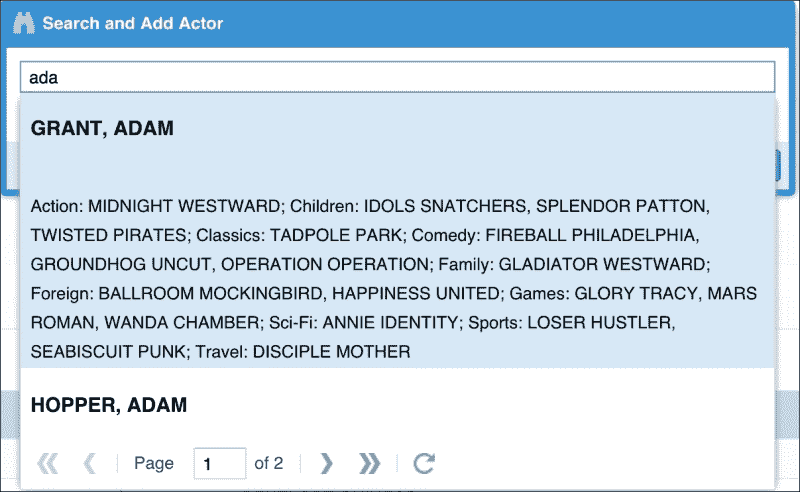 Search and Add Actor
ada
GRANT, ADAM
Action: MIDNIGHT WESTWARD; Children: IDOLS SNATCHERS, SPLENDOR PATTON,
TWISTED PIRATES; Classics: TADPOLE PARK; Comedy: FIREBALL PHILADELPHIA,
GROUNDHOG UNCUT, OPERATION OPERATION; Family: GLADIATOR WESTWARD;
Foreign: BALLROOM MOCKINGBIRD, HAPPINESS UNITED; Games: GLORY TRACY, MARS
ROMAN, WANDA CHAMBER; Sci-Fi: ANNIE IDENTITY; Sports: LOSER HUSTLER,
SEABISCUIT PUNK; Travel: DISCIPLE MOTHER
HOPPER, ADAM
Page 1 of 2